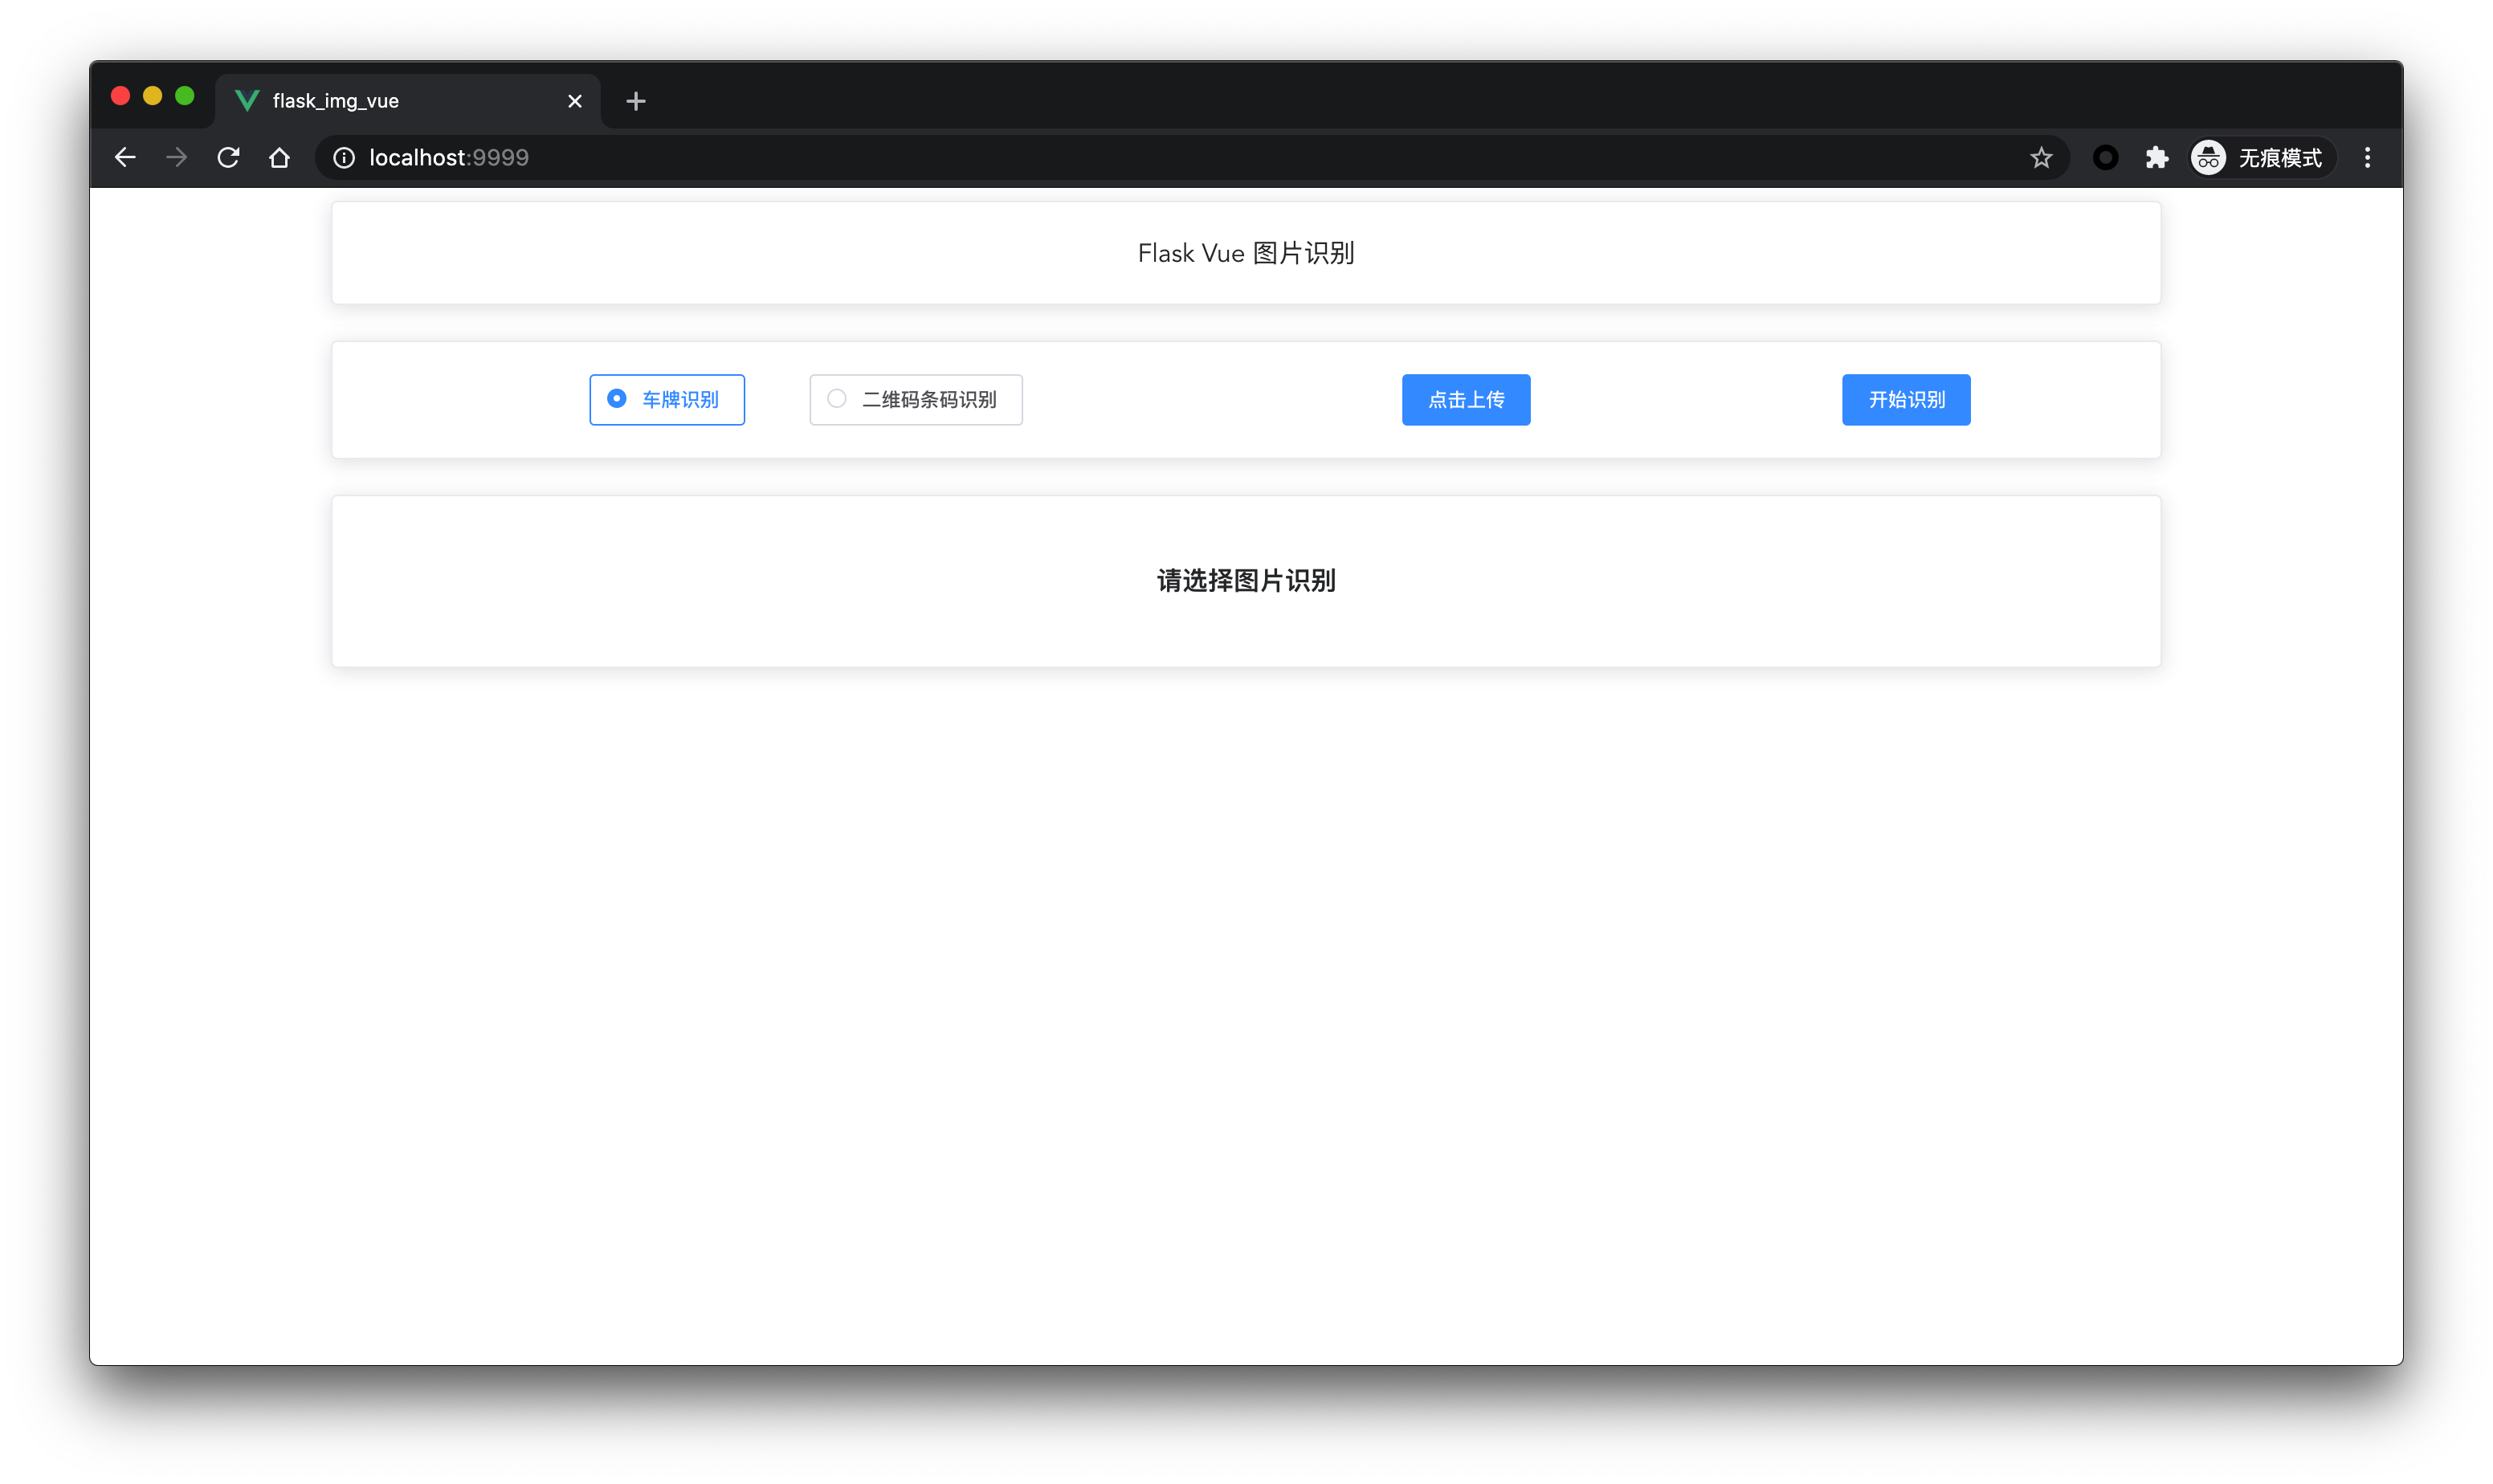 flask_img_vue
localhost:9999
无痕模式
Flask Vue 图片识别
车牌识别
二维码条码识别
点击上传
开始识别
请选择图片识别